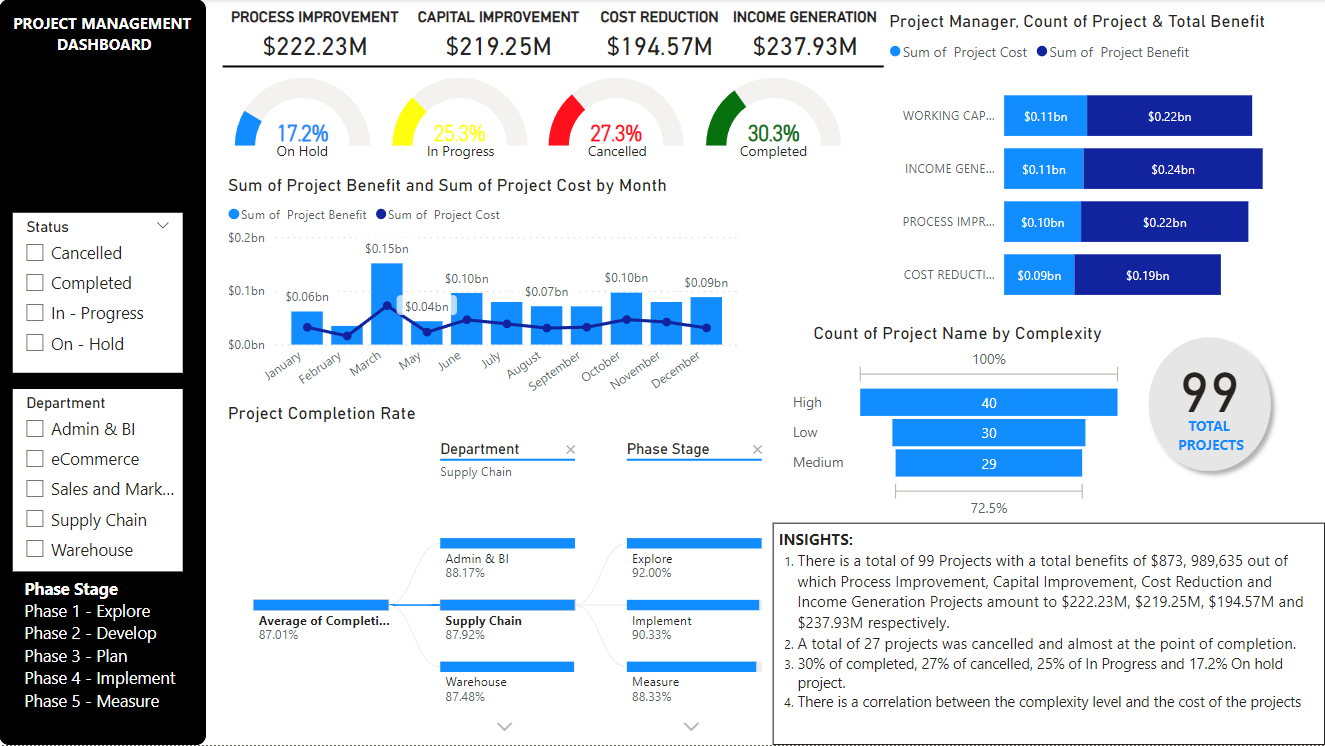 PROJECT MANAGEMENT
DASHBOARD
PROCESS IMPROVEMENT
$222.23M
CAPITAL IMPROVEMENT
$219.25M
COST REDUCTION
$194.57M
INCOME GENERATION
$237.93M
17.2%
On Hold
25.3%
In Progress
27.3%
Cancelled
30.3%
Completed
Status
Cancelled
Completed
In - Progress
On - Hold
Department
Admin & BI
eCommerce
Sales and Mark...
Supply Chain
Warehouse
Phase Stage
Phase 1 - Explore
Phase 2 - Develop
Phase 3 - Plan
Phase 4 - Implement
Phase 5 - Measure
Sum of Project Benefit and Sum of Project Cost by Month
Sum of Project Benefit
Sum of Project Cost
$0.2bn
$0.1bn
$0.0bn
$0.06bn
$0.15bn
$0.04bn
$0.10bn
$0.07bn
$0.10bn
$0.09bn
January
February
March
May
June
July
August
September
October
November
December
Project Completion Rate
Department
Supply Chain
Phase Stage
Average of Completi...
87.01%
Admin & BI
88.17%
Supply Chain
87.92%
Warehouse
87.48%
Explore
92.00%
Implement
90.33%
Measure
88.33%
Project Manager, Count of Project & Total Benefit
Sum of Project Cost
Sum of Project Benefit
WORKING CAP...
$0.11bn
$0.22bn
INCOME GENE...
$0.11bn
$0.24bn
PROCESS IMPR...
$0.10bn
$0.22bn
COST REDUCTI...
$0.09bn
$0.19bn
Count of Project Name by Complexity
100%
High
40
Low
30
Medium
29
72.5%
99
TOTAL
PROJECTS
INSIGHTS:
1. There is a total of 99 Projects with a total benefits of $873, 989,635 out of
which Process Improvement, Capital Improvement, Cost Reduction and
Income Generation Projects amount to $222.23M, $219.25M, $194.57M and
$237.93M respectively.
2. A total of 27 projects was cancelled and almost at the point of completion.
3. 30% of completed, 27% of cancelled, 25% of In Progress and 17.2% On hold
project.
4. There is a correlation between the complexity level and the cost of the projects